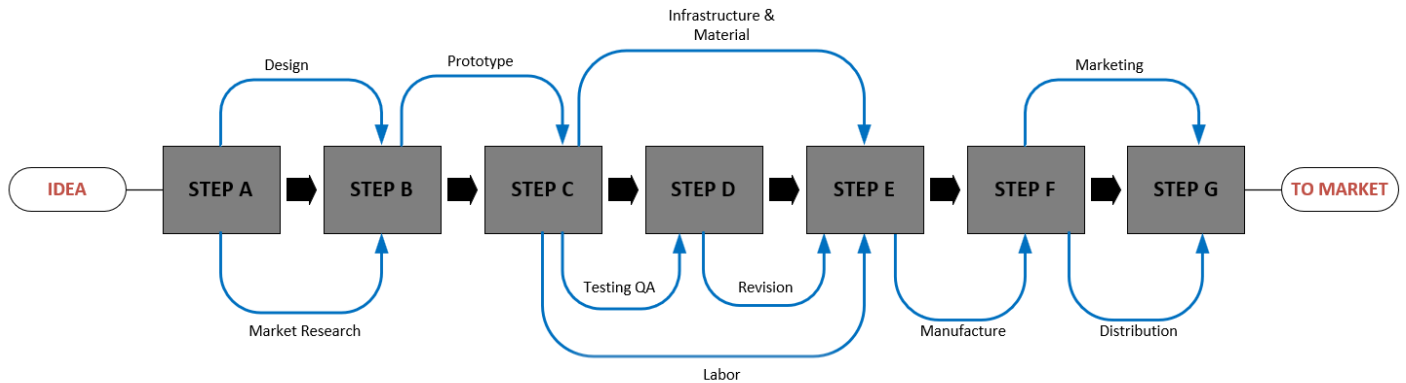 Infrastructure &
Material
Design
Prototype
Marketing
IDEA
STEP A
STEP B
STEP C
STEP D
STEP E
STEP F
STEP G
TO MARKET
Testing QA
Revision
Market Research
Manufacture
Distribution
Labor